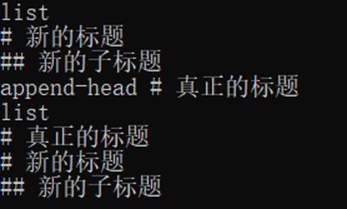 list
# 新的标题
## 新的子标题
append-head # 真正的标题
list
# 真正的标题
# 新的标题
## 新的子标题